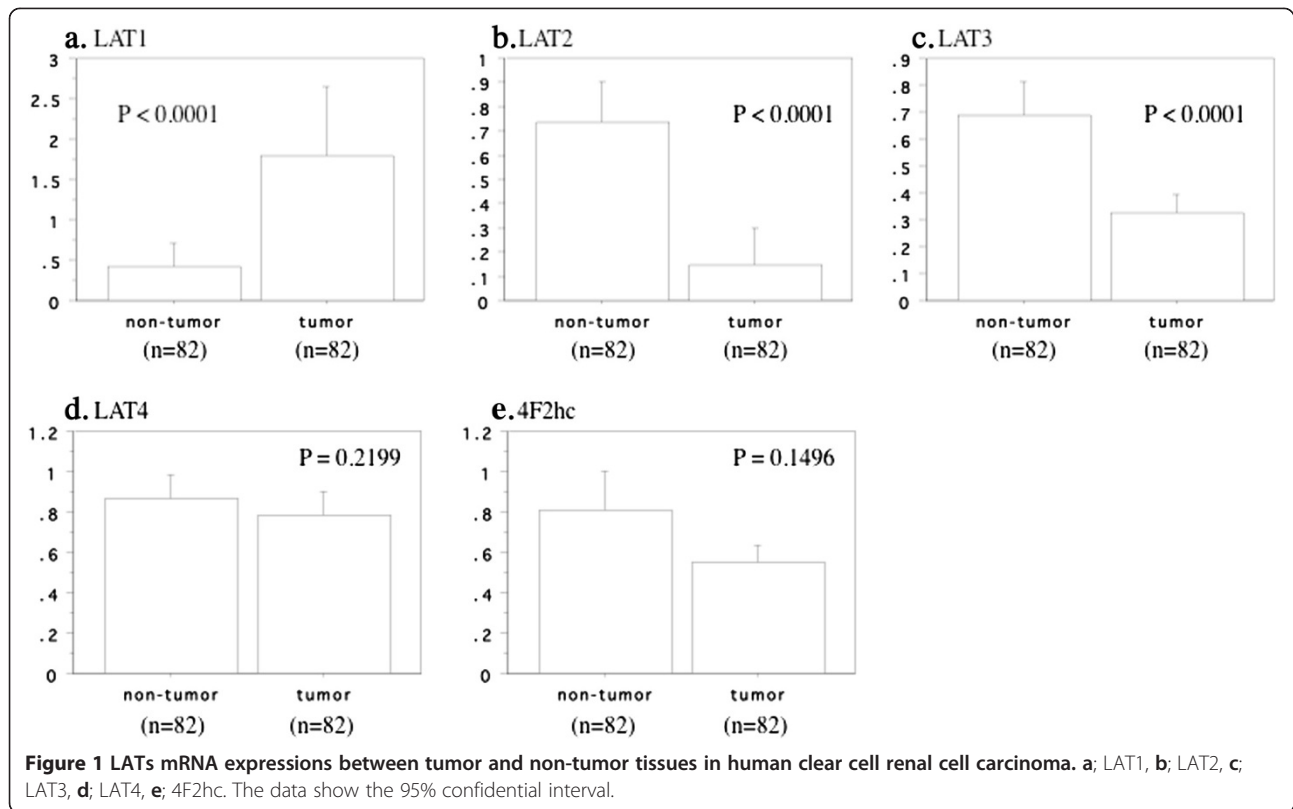 a. LAT1
3
2.5
2
1.5
1
.5
0
P < 0.0001
non-tumor tumor
(n=82) (n=82)
b. LAT2
1
.9
.8
.7
.6
.5
.4
.3
.2
.1
0
P < 0.0001
non-tumor tumor
(n=82) (n=82)
c. LAT3
.9
.8
.7
.6
.5
.4
.3
.2
.1
0
P < 0.0001
non-tumor tumor
(n=82) (n=82)
d. LAT4
1.2
1
.8
.6
.4
.2
0
P = 0.2199
non-tumor tumor
(n=82) (n=82)
e. 4F2hc
1.2
1
.8
.6
.4
.2
0
P = 0.1496
non-tumor tumor
(n=82) (n=82)
Figure 1 LATs mRNA expressions between tumor and non-tumor tissues in human clear cell renal cell carcinoma. a; LAT1, b; LAT2, c;
LAT3, d; LAT4, e; 4F2hc. The data show the 95% confidential interval.